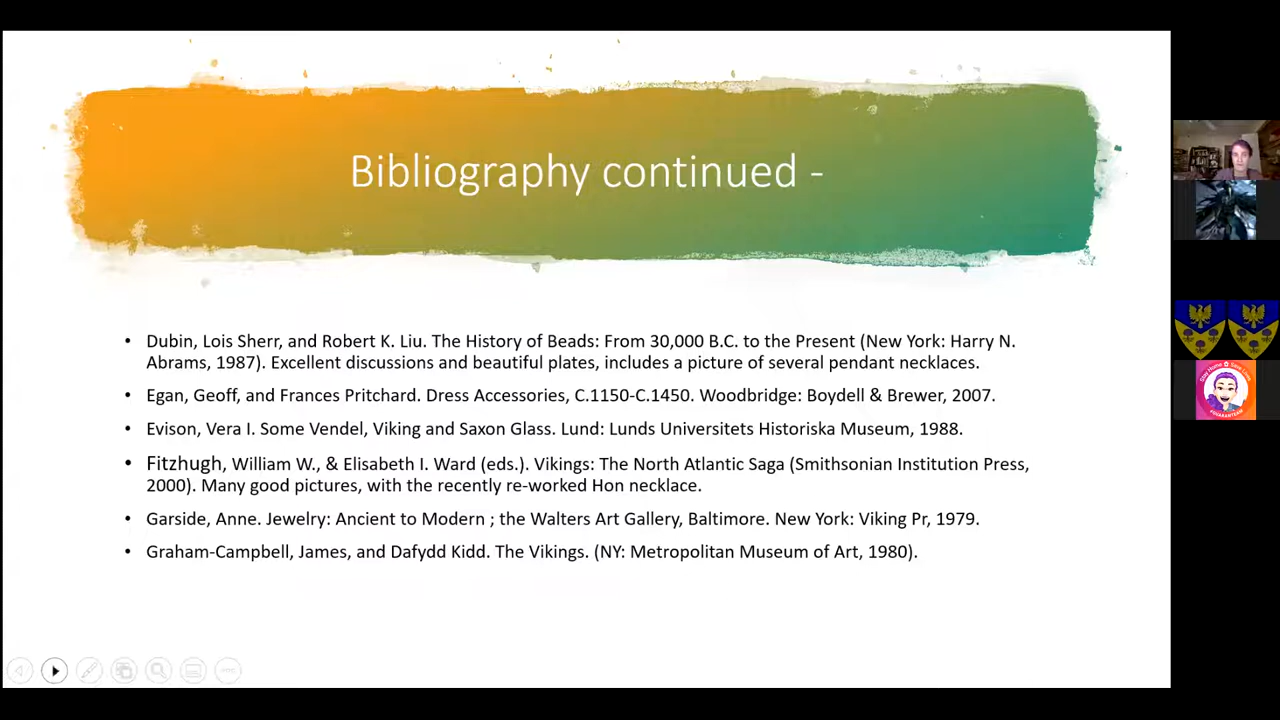 Bibliography continued -
• Dubin, Lois Sherr, and Robert K. Liu. The History of Beads: From 30,000 B.C. to the Present (New York: Harry N.
Abrams, 1987). Excellent discussions and beautiful plates, includes a picture of several pendant necklaces.
• Egan, Geoff, and Frances Pritchard. Dress Accessories, C.1150-C.1450. Woodbridge: Boydell & Brewer, 2007.
• Evison, Vera I. Some Vendel, Viking and Saxon Glass. Lund: Lunds Universitets Historiska Museum, 1988.
• Fitzhugh, William W., & Elisabeth I. Ward (eds.). Vikings: The North Atlantic Saga (Smithsonian Institution Press,
2000). Many good pictures, with the recently re-worked Hon necklace.
• Garside, Anne. Jewelry: Ancient to Modern ; the Walters Art Gallery, Baltimore. New York: Viking Pr, 1979.
• Graham-Campbell, James, and Dafydd Kidd. The Vikings. (NY: Metropolitan Museum of Art, 1980).